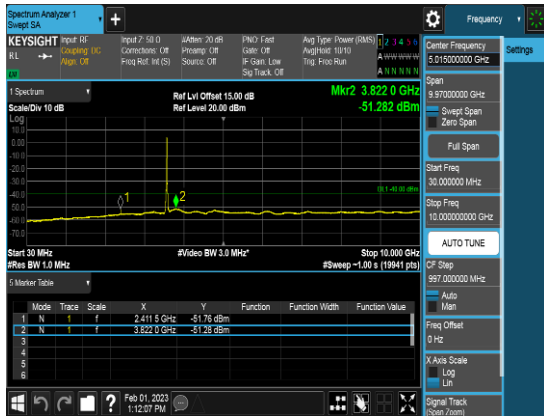 Spectrum Analyzer 1
Swept SA
+
Frequency
KEYSIGHT
RL
Input: RF
Coupling: DC
Align: Off
Input Z: 50 Ω
Corrections: Off
Freq Ref: Int (S)
#Atten: 20 dB
Preamp: Off
Source: Off
PNO: Fast
Gate: Off
IF Gain: Low
Sig Track: Off
Avg Type: Power (RMS)
Avg|Hold: 10/10
Trig: Free Run
1 2 3 4 5 6
A W W W W W
A N N N N N
1 Spectrum
Scale/Div 10 dB
Ref Lvl Offset 15.00 dB
Ref Level 20.00 dBm
Mkr2 3.822 0 GHz
-51.282 dBm
Log
10.0
0.00
-10.0
-20.0
-30.0
-40.0
-50.0
-60.0
-70.0
1
2
DL1 -40.00 dBm
Start 30 MHz
#Video BW 3.0 MHz*
Stop 10.000 GHz
#Res BW 1.0 MHz
#Sweep ~1.00 s (19941 pts)
5 Marker Table
Mode Trace Scale X Y Function Function Width Function Value
1 N 1 f 2.411 5 GHz -51.76 dBm
2 N 1 f 3.822 0 GHz -51.28 dBm
3
4
5
6
Feb 01, 2023
1:12:07 PM
Center Frequency
5.015000000 GHz
Settings
Span
9.97000000 GHz
Swept Span
Zero Span
Full Span
Start Freq
30.000000 MHz
Stop Freq
10.000000000 GHz
AUTO TUNE
CF Step
997.000000 MHz
Auto
Man
Freq Offset
0 Hz
X Axis Scale
Log
Lin
Signal Track
(Span Zoom)